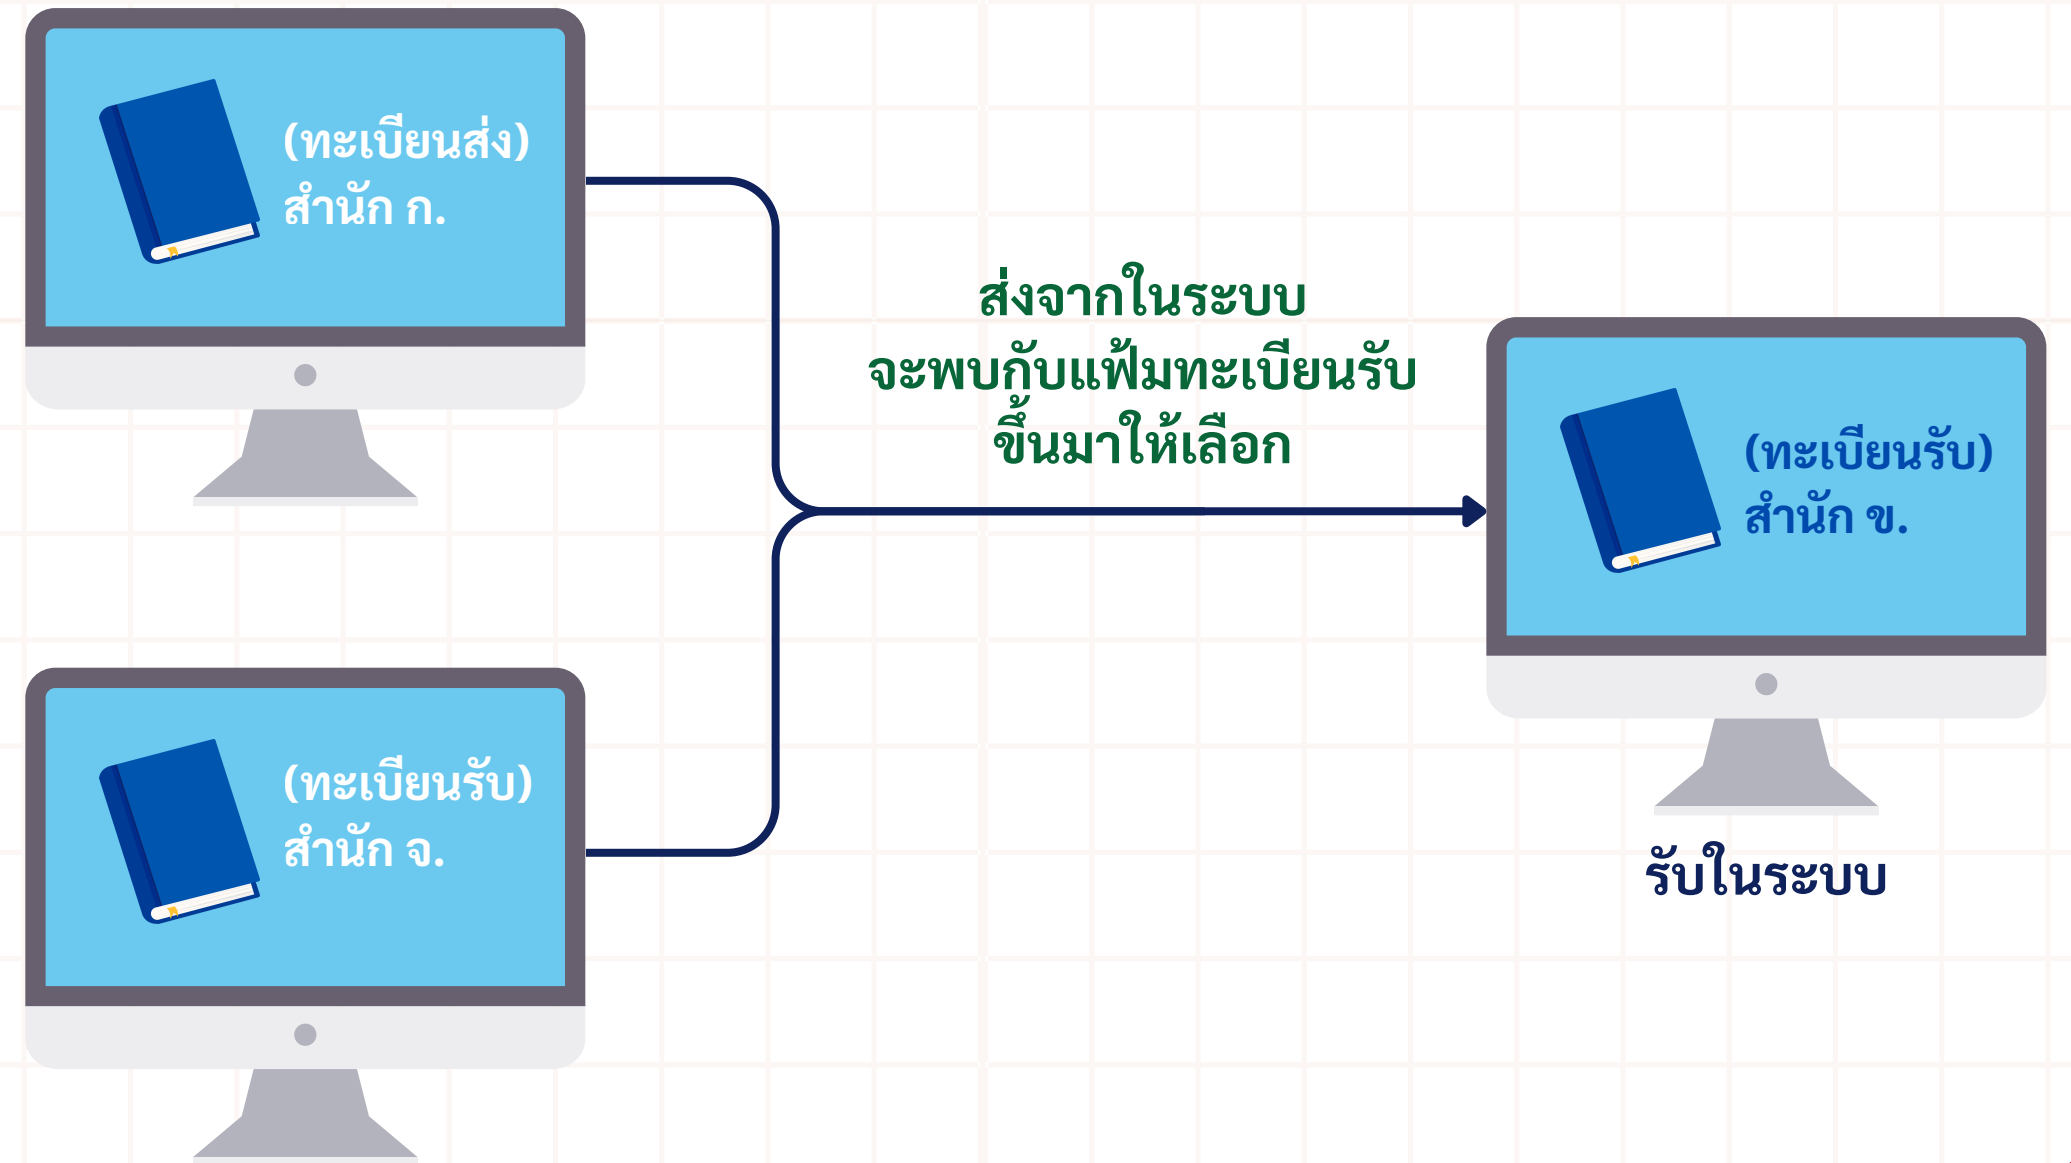 (ทะเบียนส่ง)
สำนัก ก.
ส่งจากในระบบ
จะพบกับแฟ้มทะเบียนรับ
ขึ้นมาให้เลือก
(ทะเบียนรับ)
สำนัก ข.
(ทะเบียนรับ)
สำนัก จ.
รับในระบบ